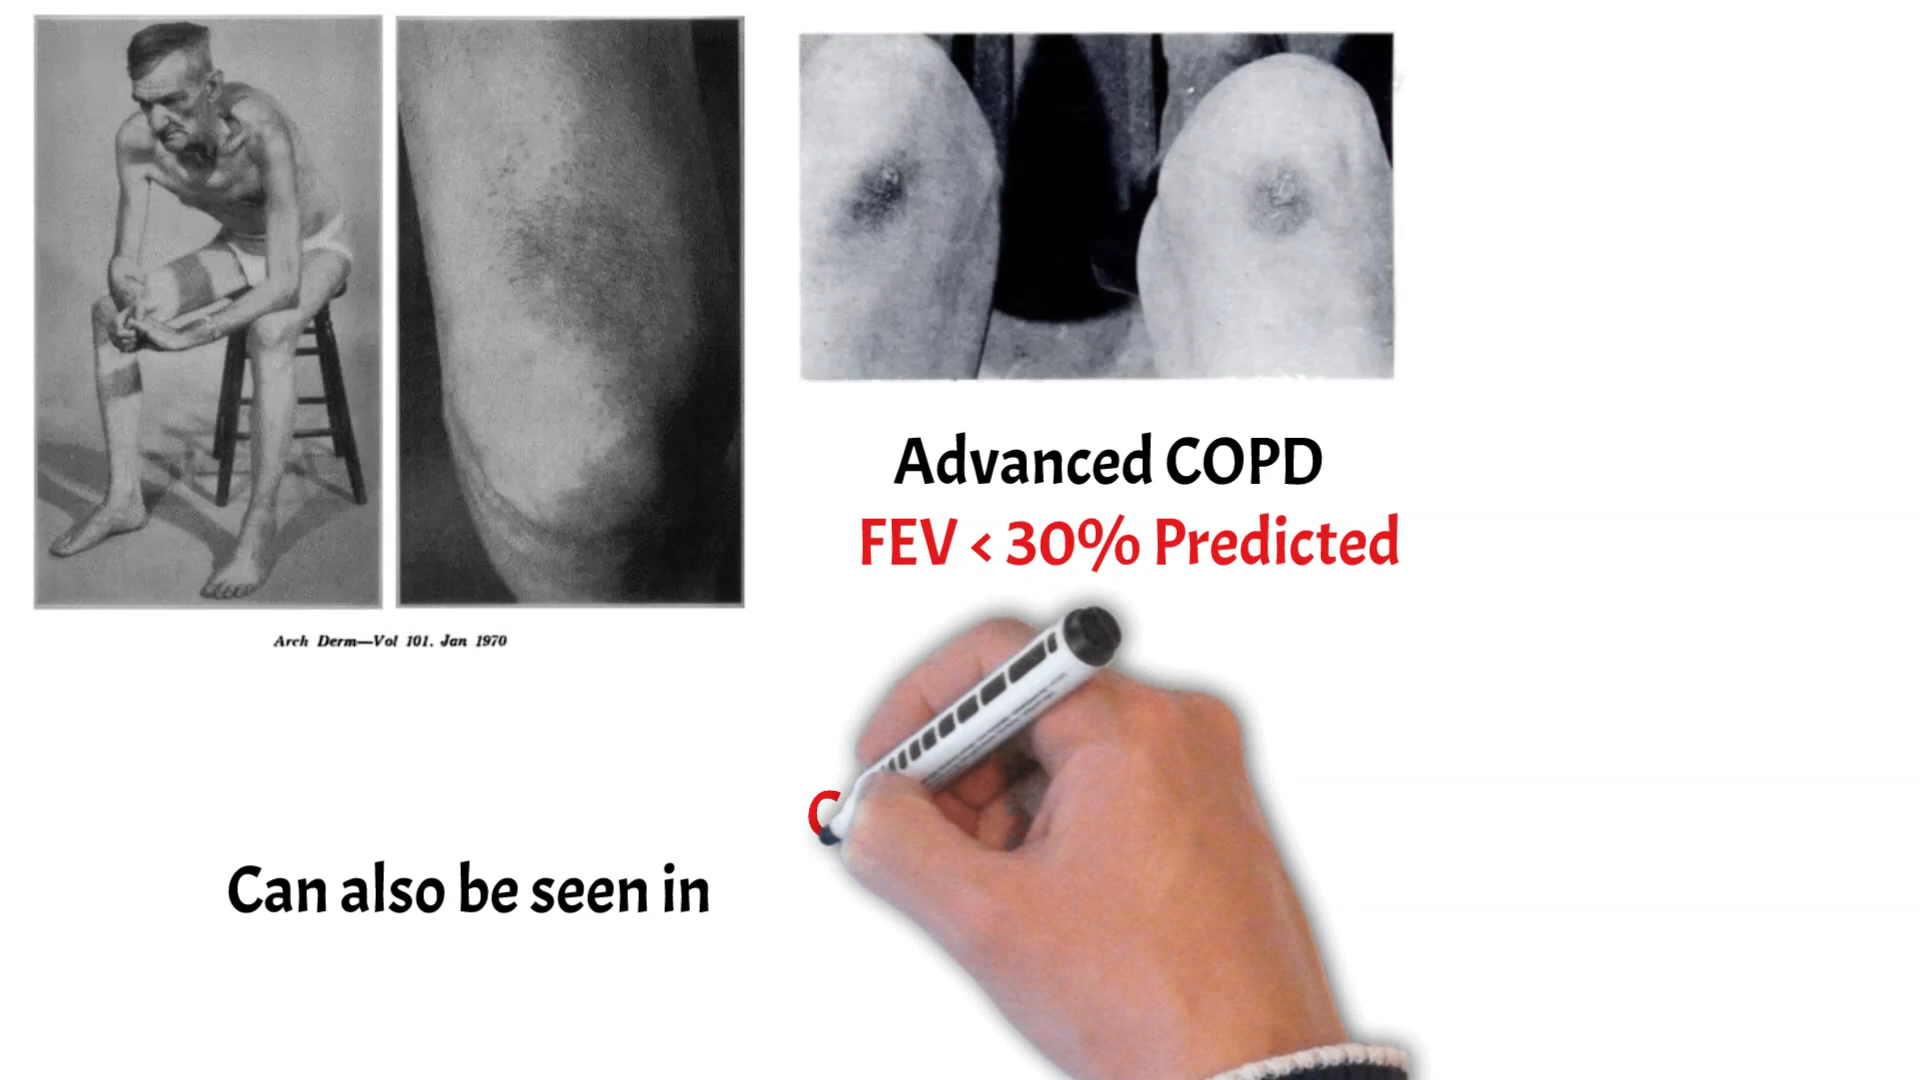 Arch Derm—Vol 101, Jan 1970
Advanced COPD
FEV < 30% Predicted
C
Can also be seen in